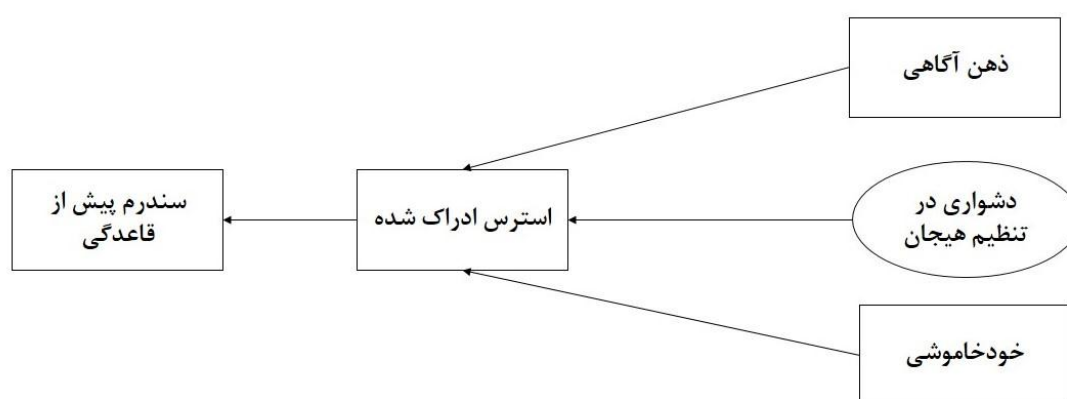 ذهن آگاهی
دشواری در
تنظیم هیجان
خودخاموشی
استرس ادراک شده
سندرم پیش از
قاعدگی